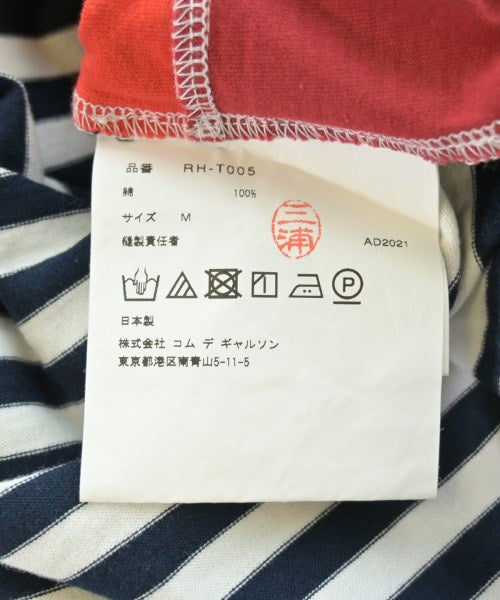 品番 RH-T005
綿 100%
サイズ M
三浦
縫製責任者
AD2021
P
日本製
株式会社 コム デ ギャルソン
東京都港区南青山5-11-5